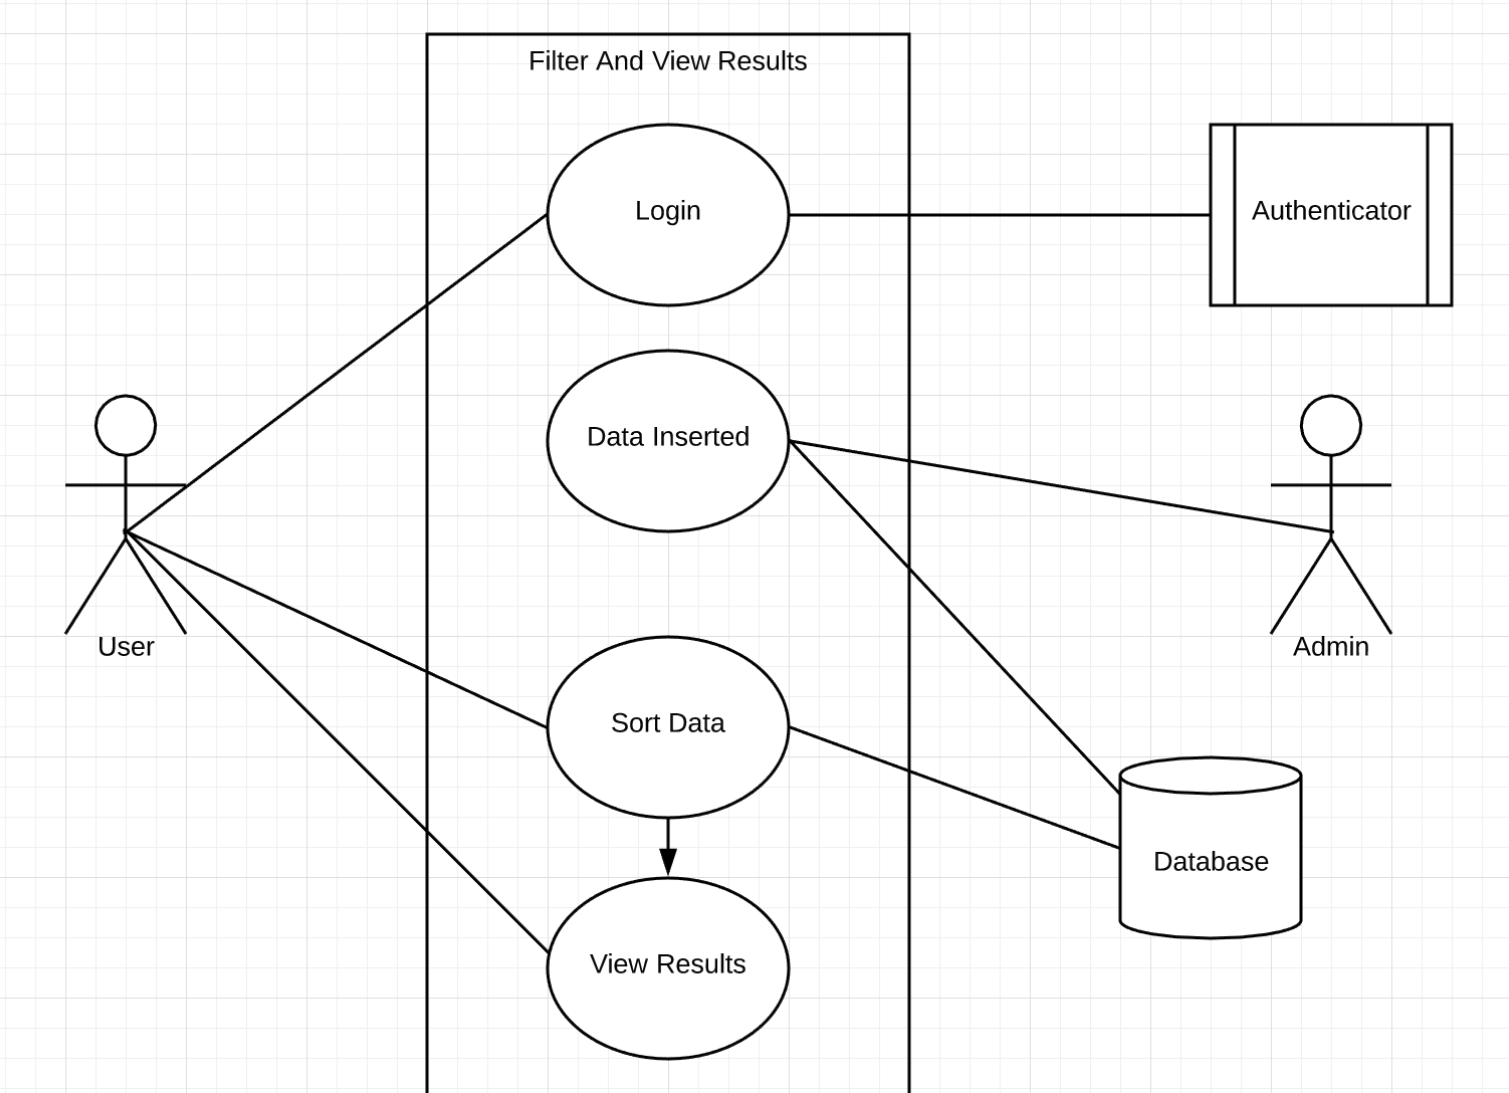 Filter And View Results
Login
Authenticator
Data Inserted
User
Admin
Sort Data
Database
View Results